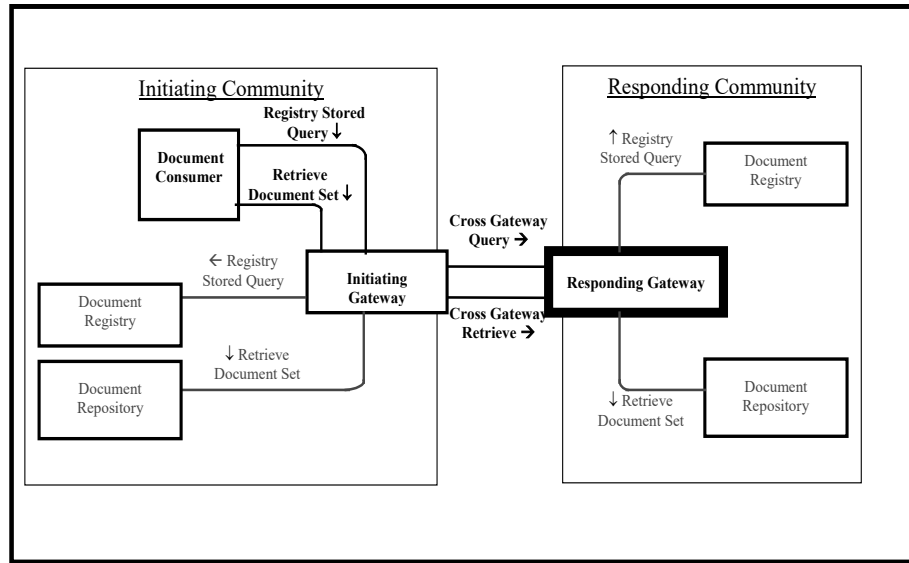 Initiating Community
Registry Stored
Query ↓
Document
Consumer
Retrieve
Document Set ↓
← Registry
Stored Query
Initiating
Gateway
Document
Registry
↓ Retrieve
Document Set
Document
Repository
Cross Gateway
Query →
Cross Gateway
Retrieve →
Responding Community
↑ Registry
Stored Query
Document
Registry
Responding Gateway
Document
Repository
↓ Retrieve
Document Set